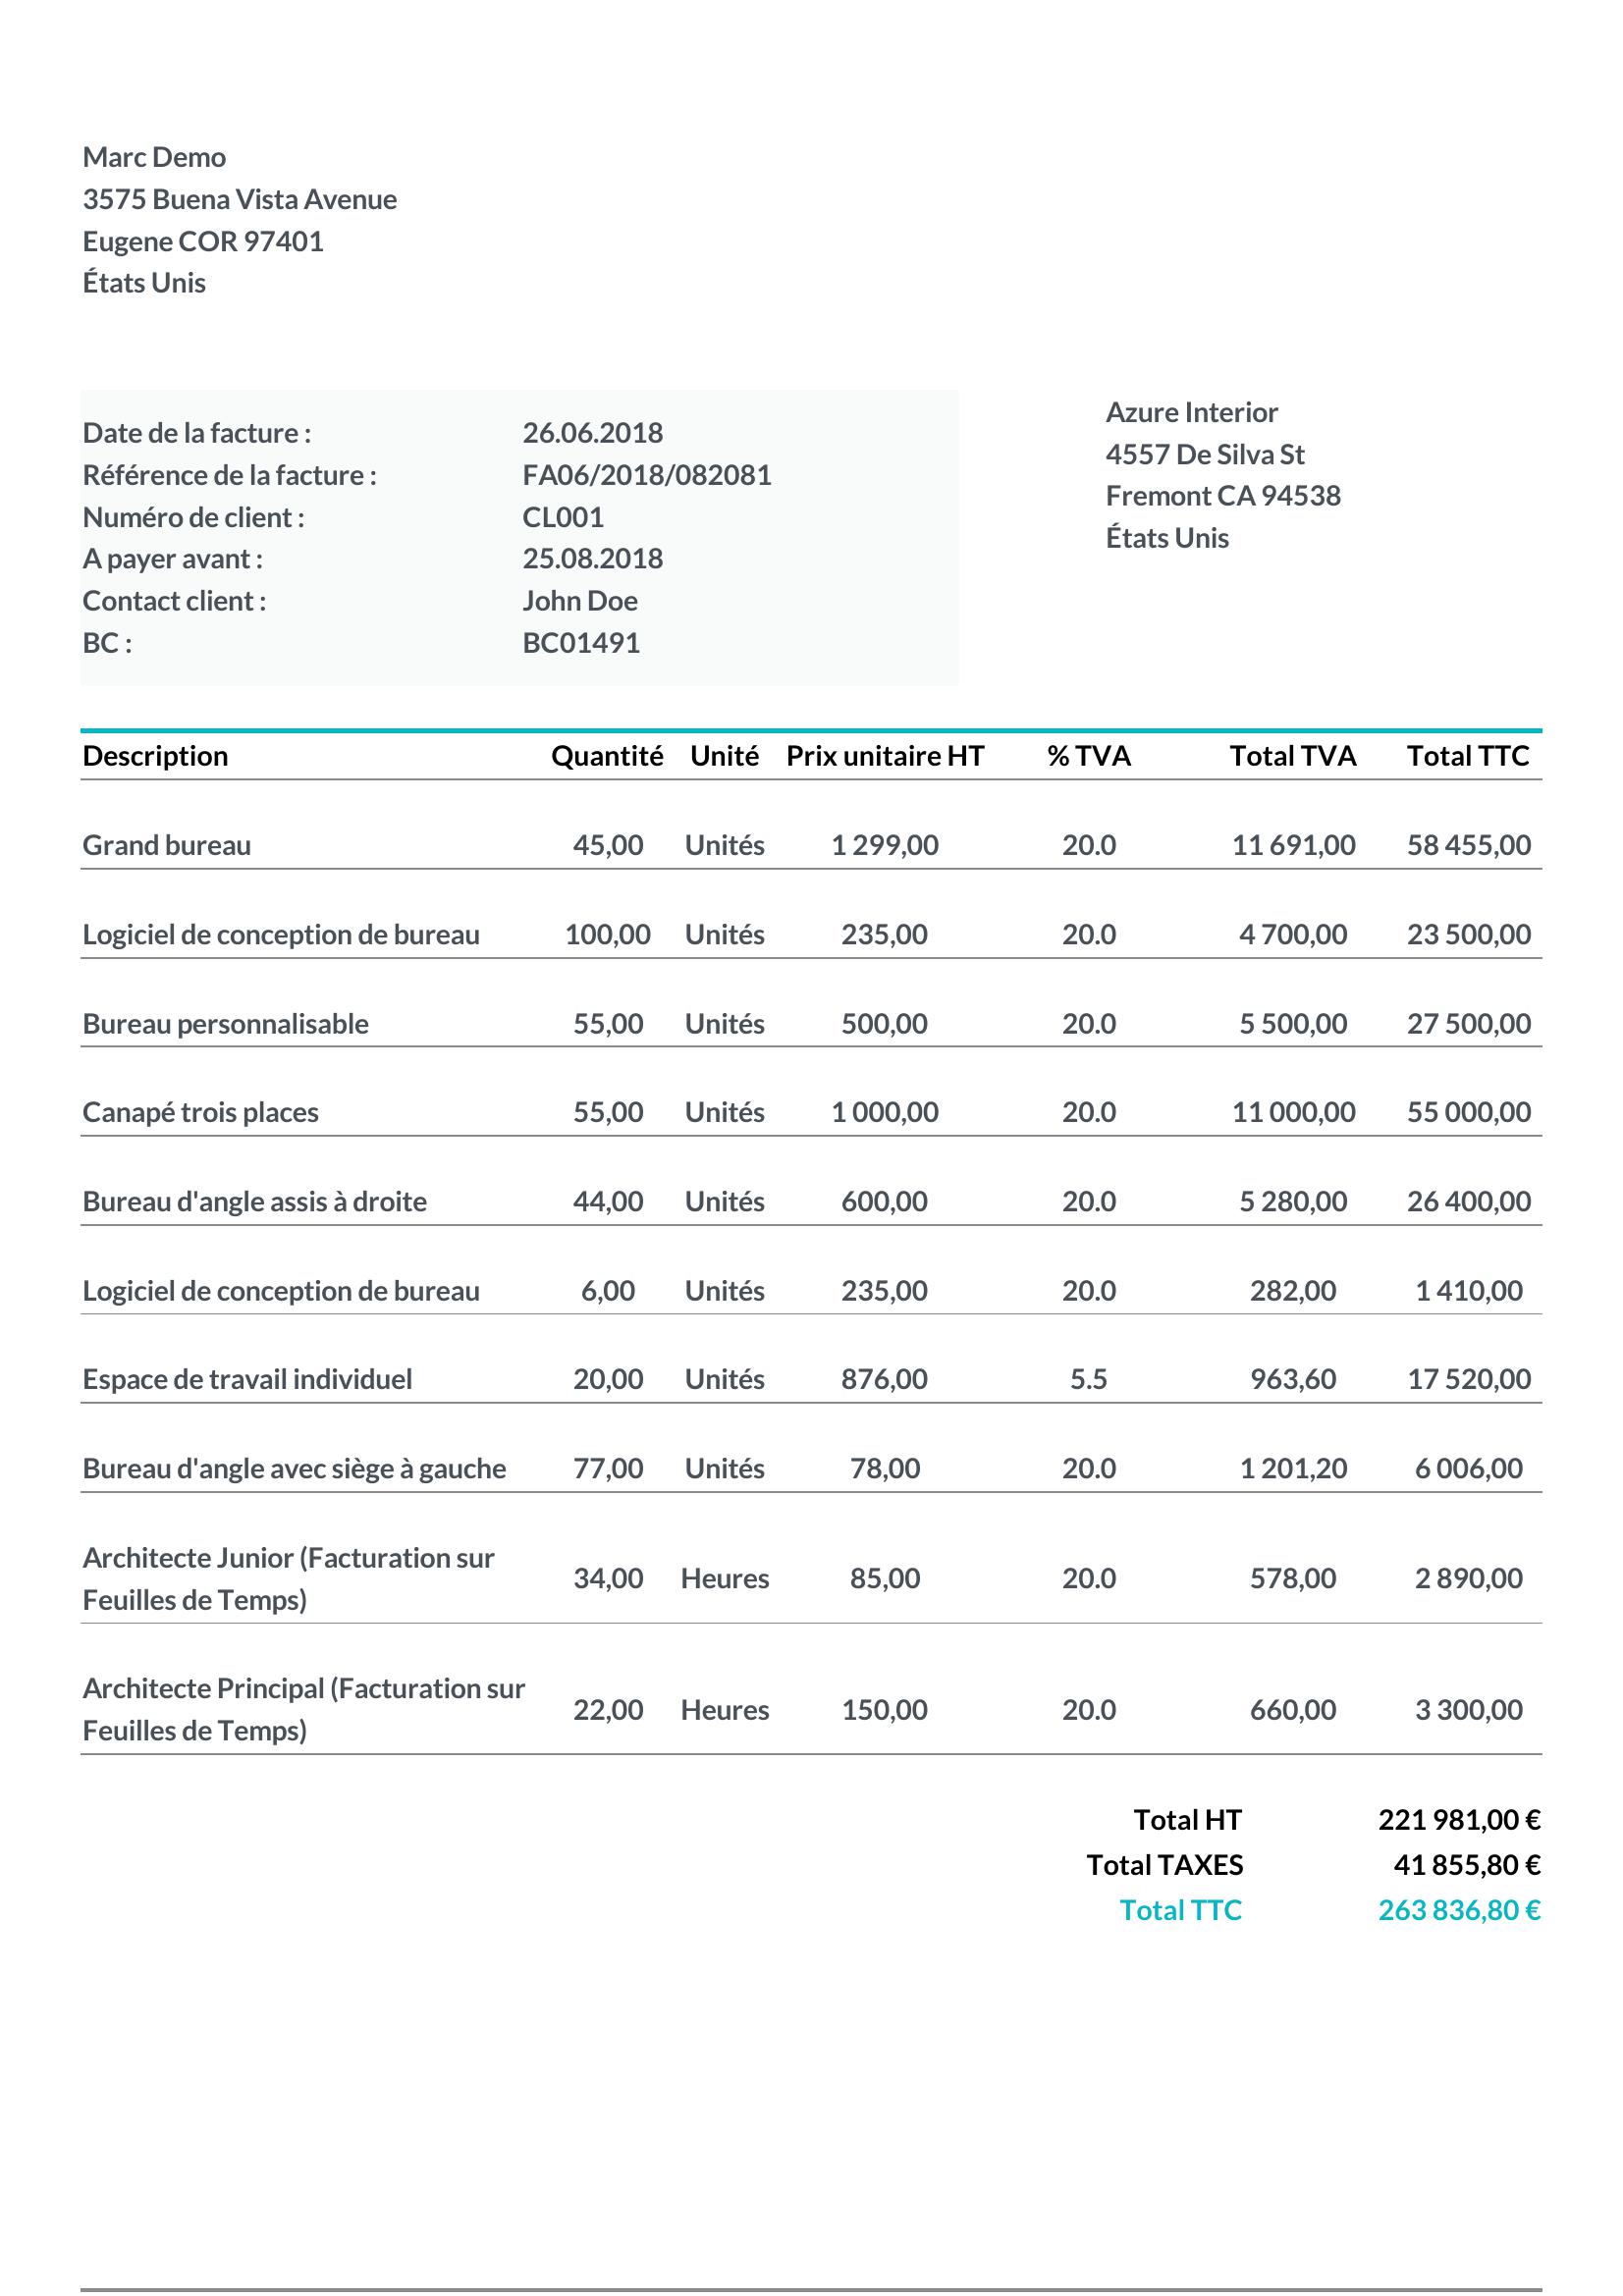 Marc Demo
3575 Buena Vista Avenue
Eugene COR 97401
États Unis
Date de la facture : 26.06.2018
Référence de la facture : FA06/2018/082081
Numéro de client : CL001
A payer avant : 25.08.2018
Contact client : John Doe
BC : BC01491
Azure Interior
4557 De Silva St
Fremont CA 94538
États Unis
Description Quantité Unité Prix unitaire HT % TVA Total TVA Total TTC
Grand bureau 45,00 Unités 1 299,00 20.0 11 691,00 58 455,00
Logiciel de conception de bureau 100,00 Unités 235,00 20.0 4 700,00 23 500,00
Bureau personnalisable 55,00 Unités 500,00 20.0 5 500,00 27 500,00
Canapé trois places 55,00 Unités 1 000,00 20.0 11 000,00 55 000,00
Bureau d'angle assis à droite 44,00 Unités 600,00 20.0 5 280,00 26 400,00
Logiciel de conception de bureau 6,00 Unités 235,00 20.0 282,00 1 410,00
Espace de travail individuel 20,00 Unités 876,00 5.5 963,60 17 520,00
Bureau d'angle avec siège à gauche 77,00 Unités 78,00 20.0 1 201,20 6 006,00
Architecte Junior (Facturation sur
Feuilles de Temps) 34,00 Heures 85,00 20.0 578,00 2 890,00
Architecte Principal (Facturation sur
Feuilles de Temps) 22,00 Heures 150,00 20.0 660,00 3 300,00
Total HT 221 981,00 €
Total TAXES 41 855,80 €
Total TTC 263 836,80 €